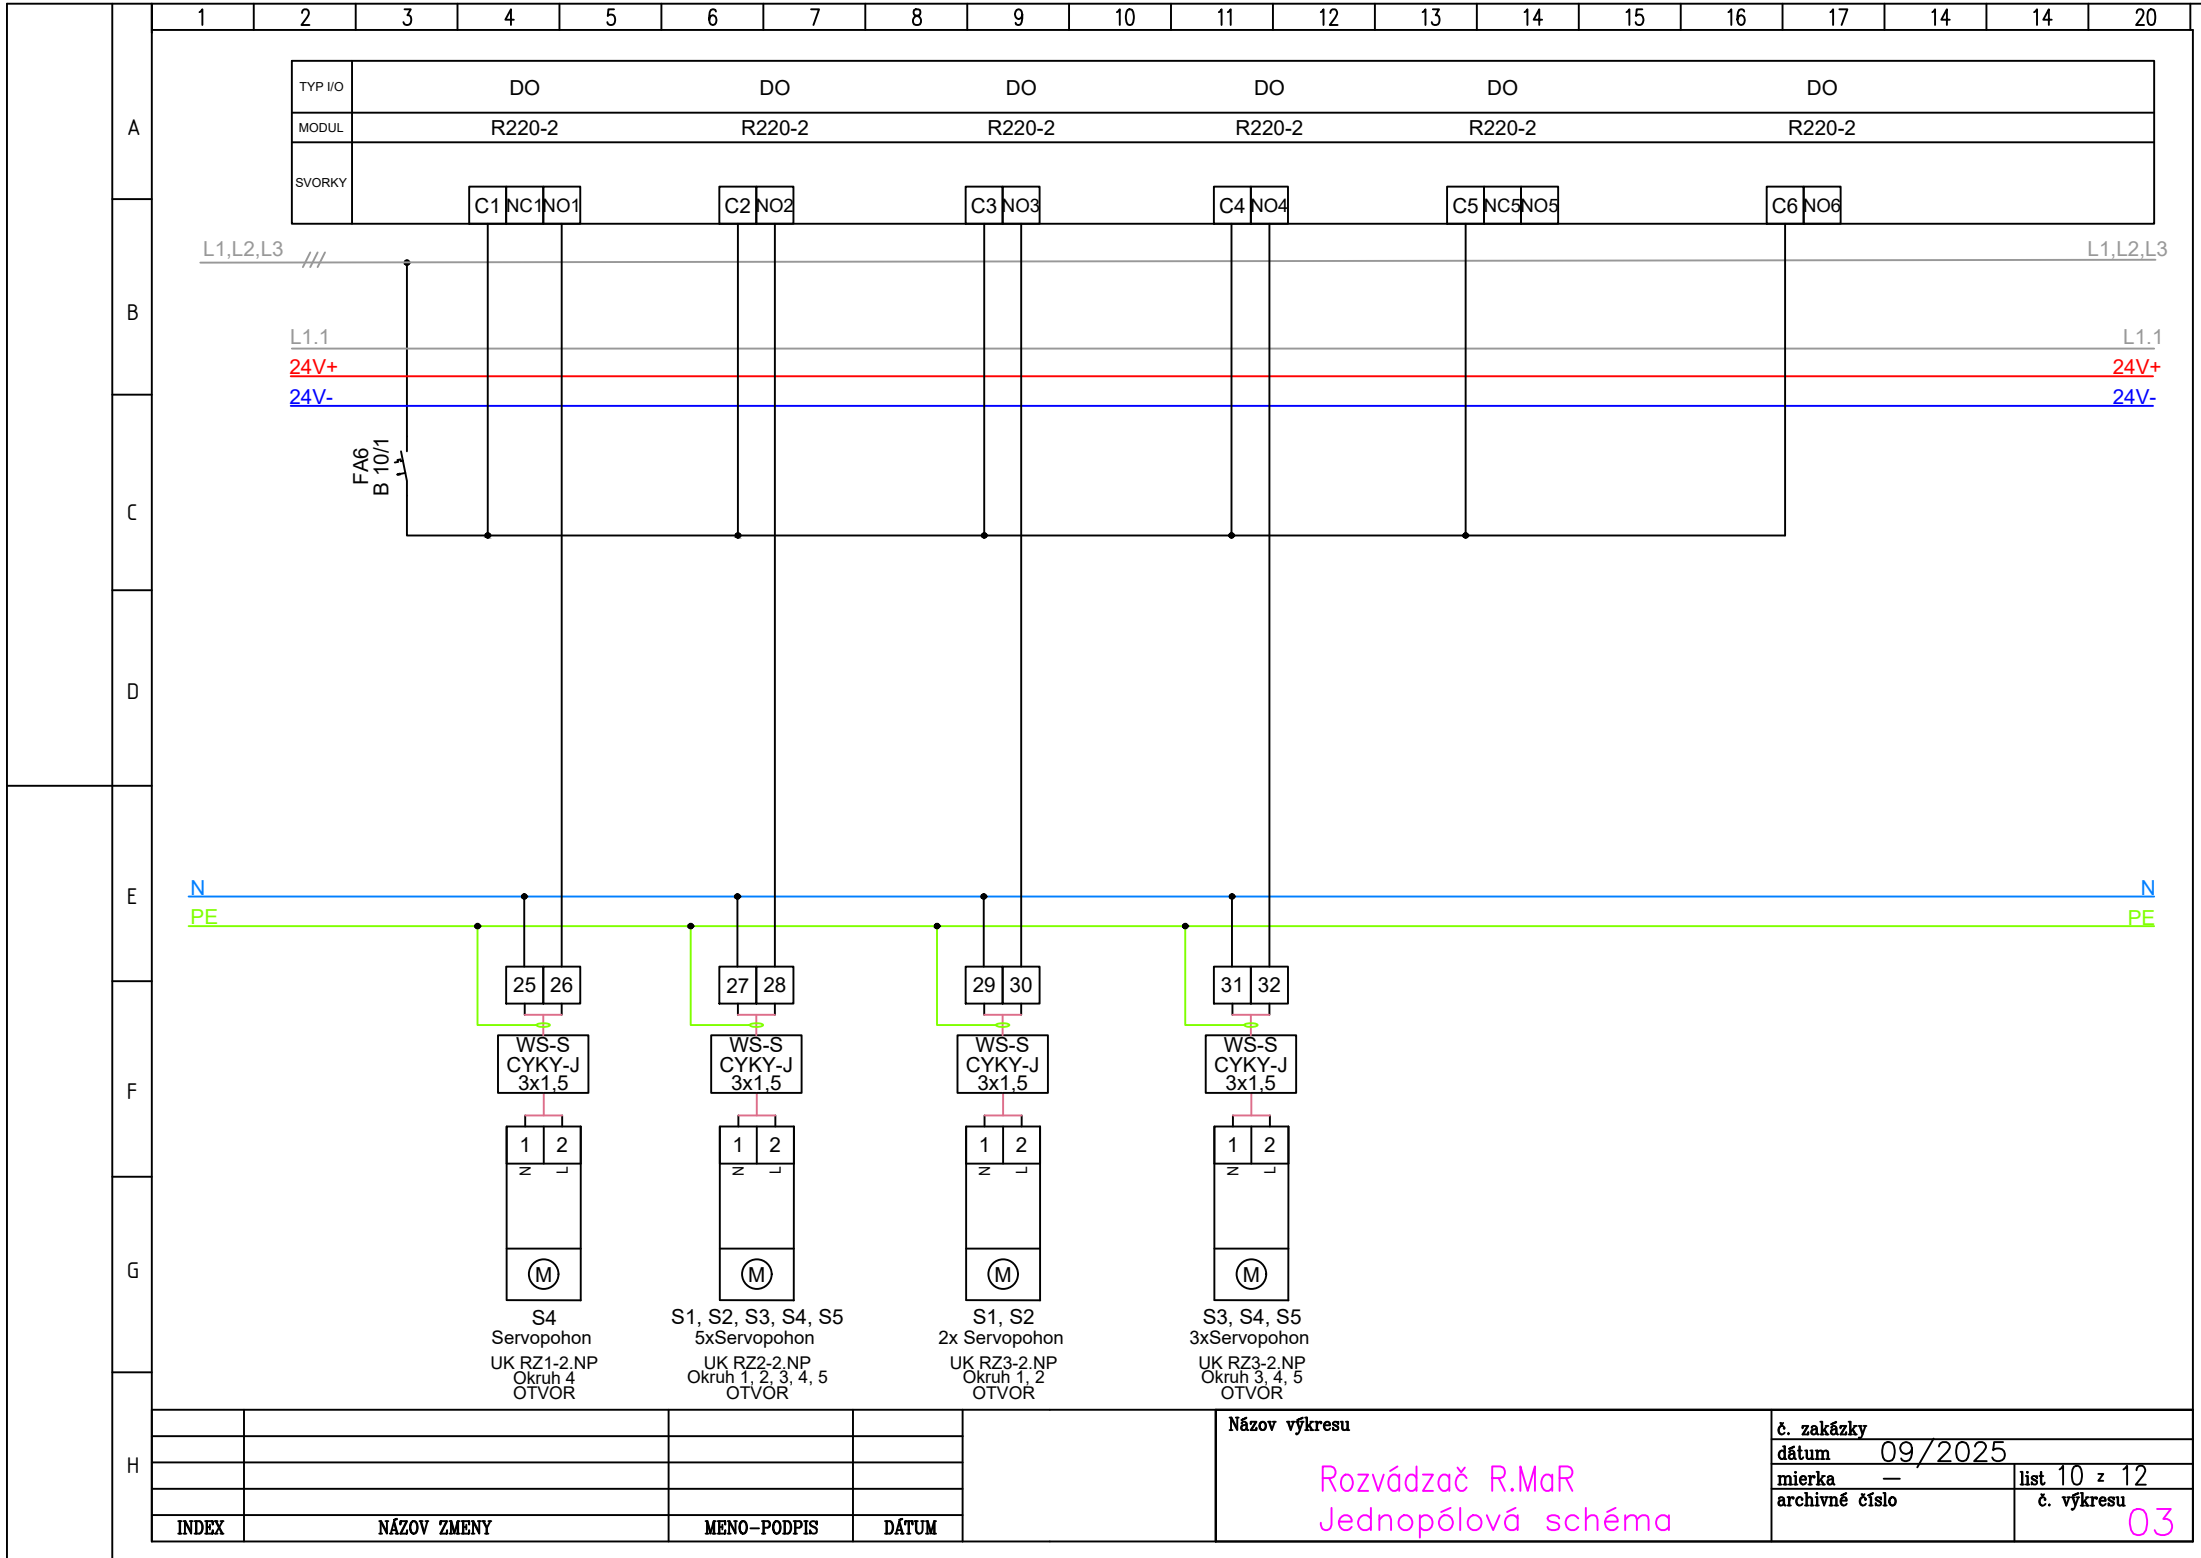 1 2 3 4 5 6 7 8 9 10 11 12 13 14 15 16 17 14 14 20
A
B
C
D
E
F
G
H
TYP I/O DO DO DO DO DO DO
MODUL R220-2 R220-2 R220-2 R220-2 R220-2 R220-2
SVORKY
C1 NC1 NO1 C2 NO2 C3 NO3 C4 NO4 C5 NC5 NO5 C6 NO6
L1,L2,L3 L1,L2,L3
L1.1 L1.1
24V+ 24V+
24V- 24V-
FA6
B 10/1
N N
PE PE
25 26 27 28 29 30 31 32
WS-S WS-S WS-S WS-S
CYKY-J CYKY-J CYKY-J CYKY-J
3x1,5 3x1,5 3x1,5 3x1,5
1 2 1 2 1 2 1 2
N L N L N L N L
M M M M
S4
Servopohon
UK RZ1-2.NP
Okruh 4
OTVOR
S1, S2, S3, S4, S5
5xServopohon
UK RZ2-2.NP
Okruh 1, 2, 3, 4, 5
OTVOR
S1, S2
2x Servopohon
UK RZ3-2.NP
Okruh 1, 2
OTVOR
S3, S4, S5
3xServopohon
UK RZ3-2.NP
Okruh 3, 4, 5
OTVOR
INDEX NÁZOV ZMENY MENO-PODPIS DÁTUM
Názov výkresu
Rozvádzač R.MaR
Jednopólová schéma
č. zakázky
dátum 09/2025
mierka –
list 10 z 12
archivné číslo
č. výkresu
03